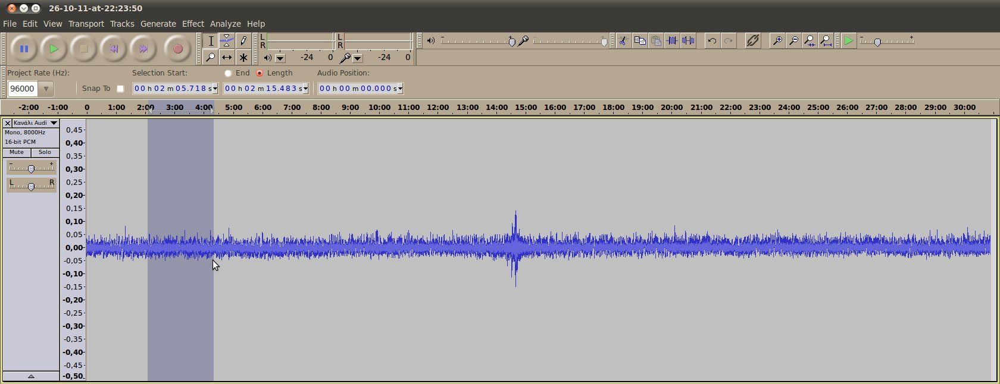 26-10-11-at-22:23:50
File Edit View Transport Tracks Generate Effect Analyze Help
L
R
-24 0
L
R
-24 0
- +
- +
- +
Project Rate (Hz):
96000
Snap To
Selection Start:
End
Length
Audio Position:
00 h 02 m 05.718 s
00 h 02 m 15.483 s
00 h 00 m 00.000 s
-2:00 -1:00 0 1:00 2:00 3:00 4:00 5:00 6:00 7:00 8:00 9:00 10:00 11:00 12:00 13:00 14:00 15:00 16:00 17:00 18:00 19:00 20:00 21:00 22:00 23:00 24:00 25:00 26:00 27:00 28:00 29:00 30:00
Κανάλι Audi
Mono, 8000Hz
16-bit PCM
Mute Solo
- +
L R
0,45
0,40
0,35
0,30
0,25
0,20
0,15
0,10
0,05
0,00
-0,05
-0,10
-0,15
-0,20
-0,25
-0,30
-0,35
-0,40
-0,45
-0,50